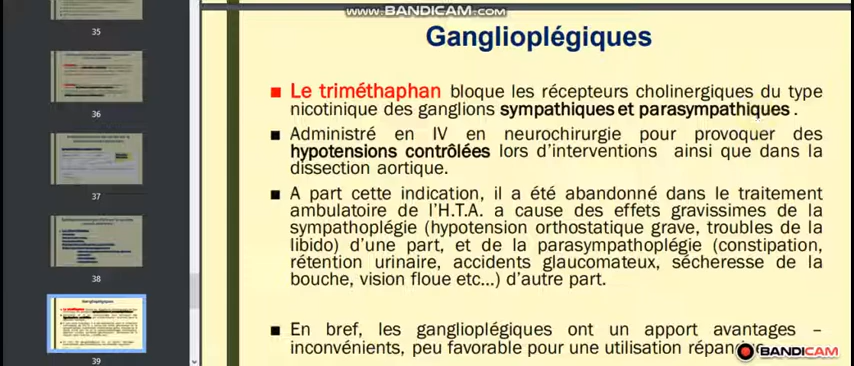 WWW.BANDICAM.COM
35
36
37
38
39
Ganglioplégiques
Ganglioplégiques
Le triméthaphan bloque les récepteurs cholinergiques du type
nicotinique des ganglions sympathiques et parasympathiques .
Administré en IV en neurochirurgie pour provoquer des
hypotensions contrôlées lors d'interventions ainsi que dans la
dissection aortique.
A part cette indication, il a été abandonné dans le traitement
ambulatoire de l'H.T.A. a cause des effets gravissimes de la
sympathoplégie (hypotension orthostatique grave, troubles de la
libido) d'une part, et de la parasympathoplégie (constipation,
rétention urinaire, accidents glaucomateux, sécheresse de la
bouche, vision floue etc...) d'autre part.
En bref, les ganglioplégiques ont un apport avantages –
inconvénients, peu favorable pour une utilisation
BANDICAM